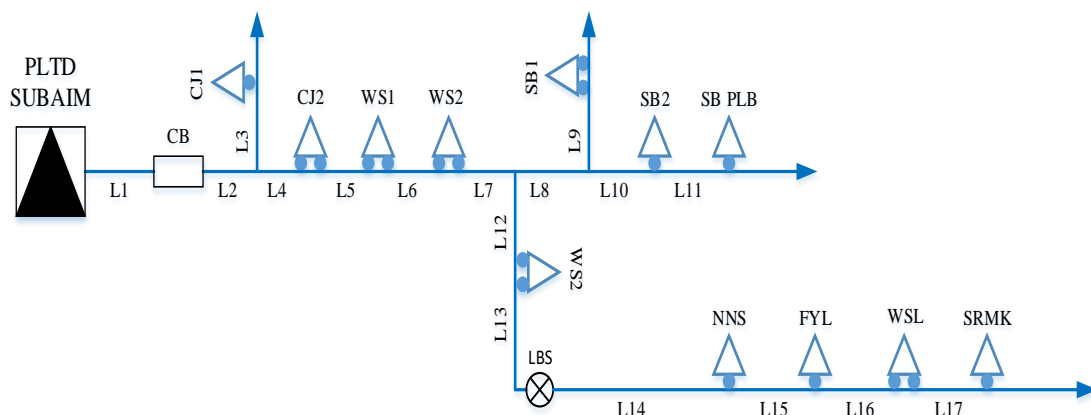 PLTD
SUBAIM
CB
CJ1
CJ2
WS1
WS2
SB1
SB2
SB PLB
L1
L2
L3
L4
L5
L6
L7
L8
L9
L10
L11
L12
WS2
L13
LBS
NNS
FYL
WSL
SRMK
L14
L15
L16
L17